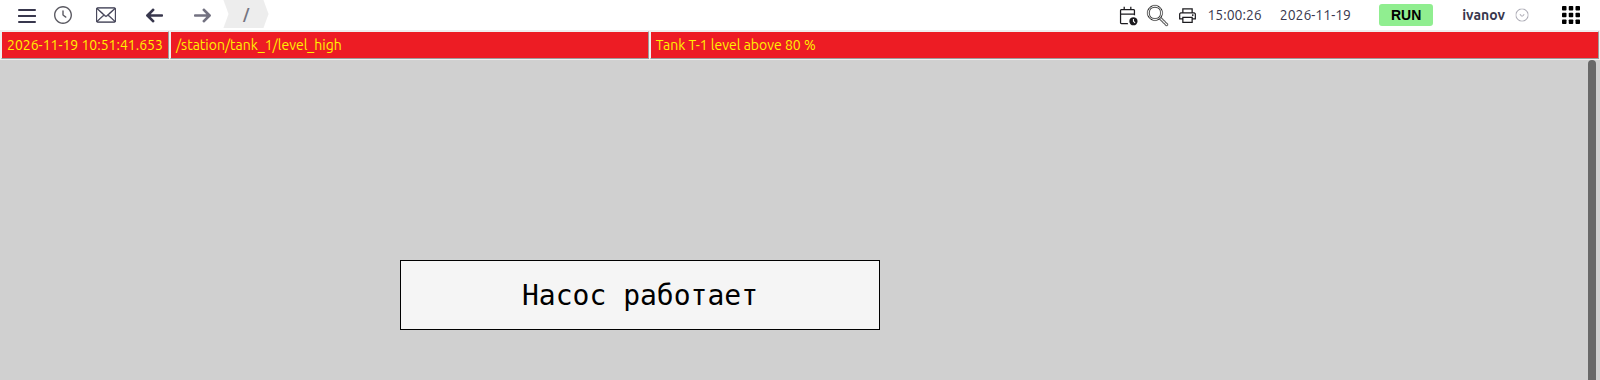 / 15:00:26 2026-11-19 RUN ivanov
2026-11-19 10:51:41.653 /station/tank_1/level_high Tank T-1 level above 80 %
Насос работает